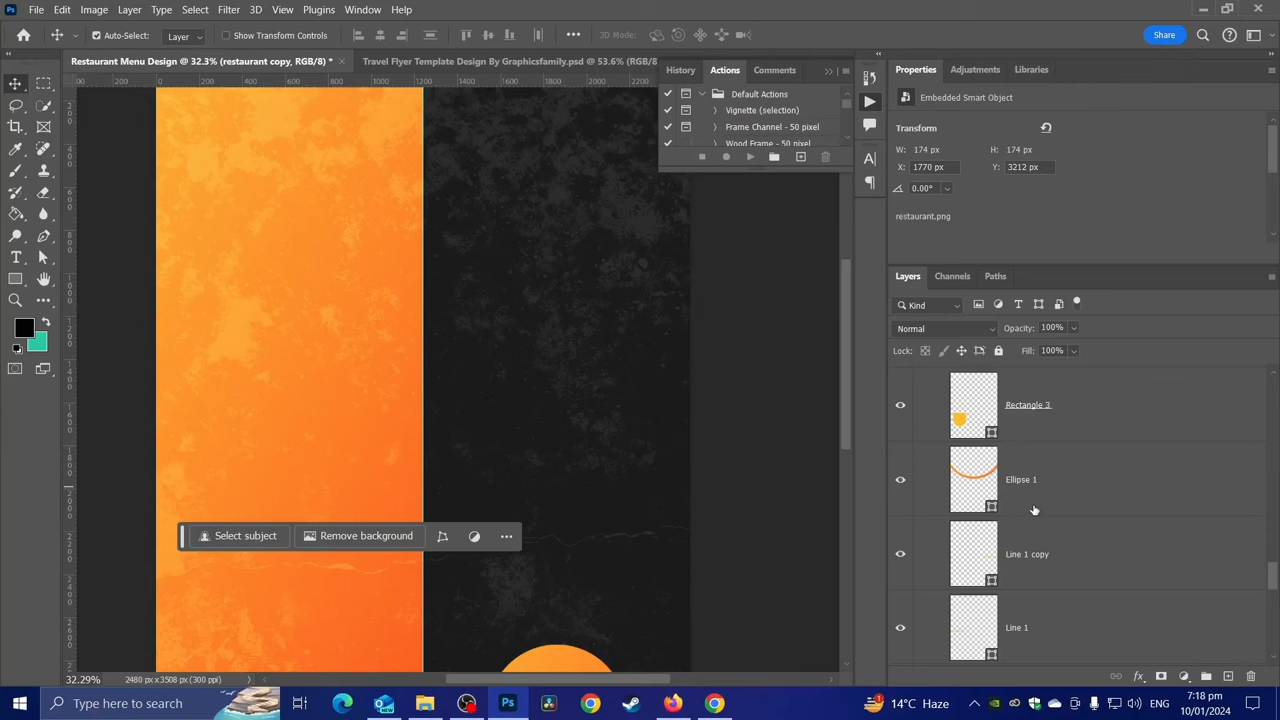 File Edit Image Layer Type Select Filter 3D View Plugins Window Help
Auto-Select: Layer Show Transform Controls 3D Mode: Share
Restaurant Menu Design @ 32.3% (restaurant copy, RGB/8) * Travel Flyer Template Design By Graphicsfamily.psd @ 53.6% (RGB/8
History Actions Comments
Properties Adjustments Libraries
Default Actions
Vignette (selection)
Frame Channel - 50 pixel
Wood Frame - 50 pixel
Embedded Smart Object
Transform
W: 174 px H: 174 px
X: 1770 px Y: 3212 px
0.00°
restaurant.png
Layers Channels Paths
Kind
Normal Opacity: 100%
Lock: Fill: 100%
Rectangle 3
Ellipse 1
Line 1 copy
Line 1
Select subject Remove background
32.29% 2480 px x 3508 px (300 ppi)
Type here to search
14°C Haze
7:18 pm
10/01/2024